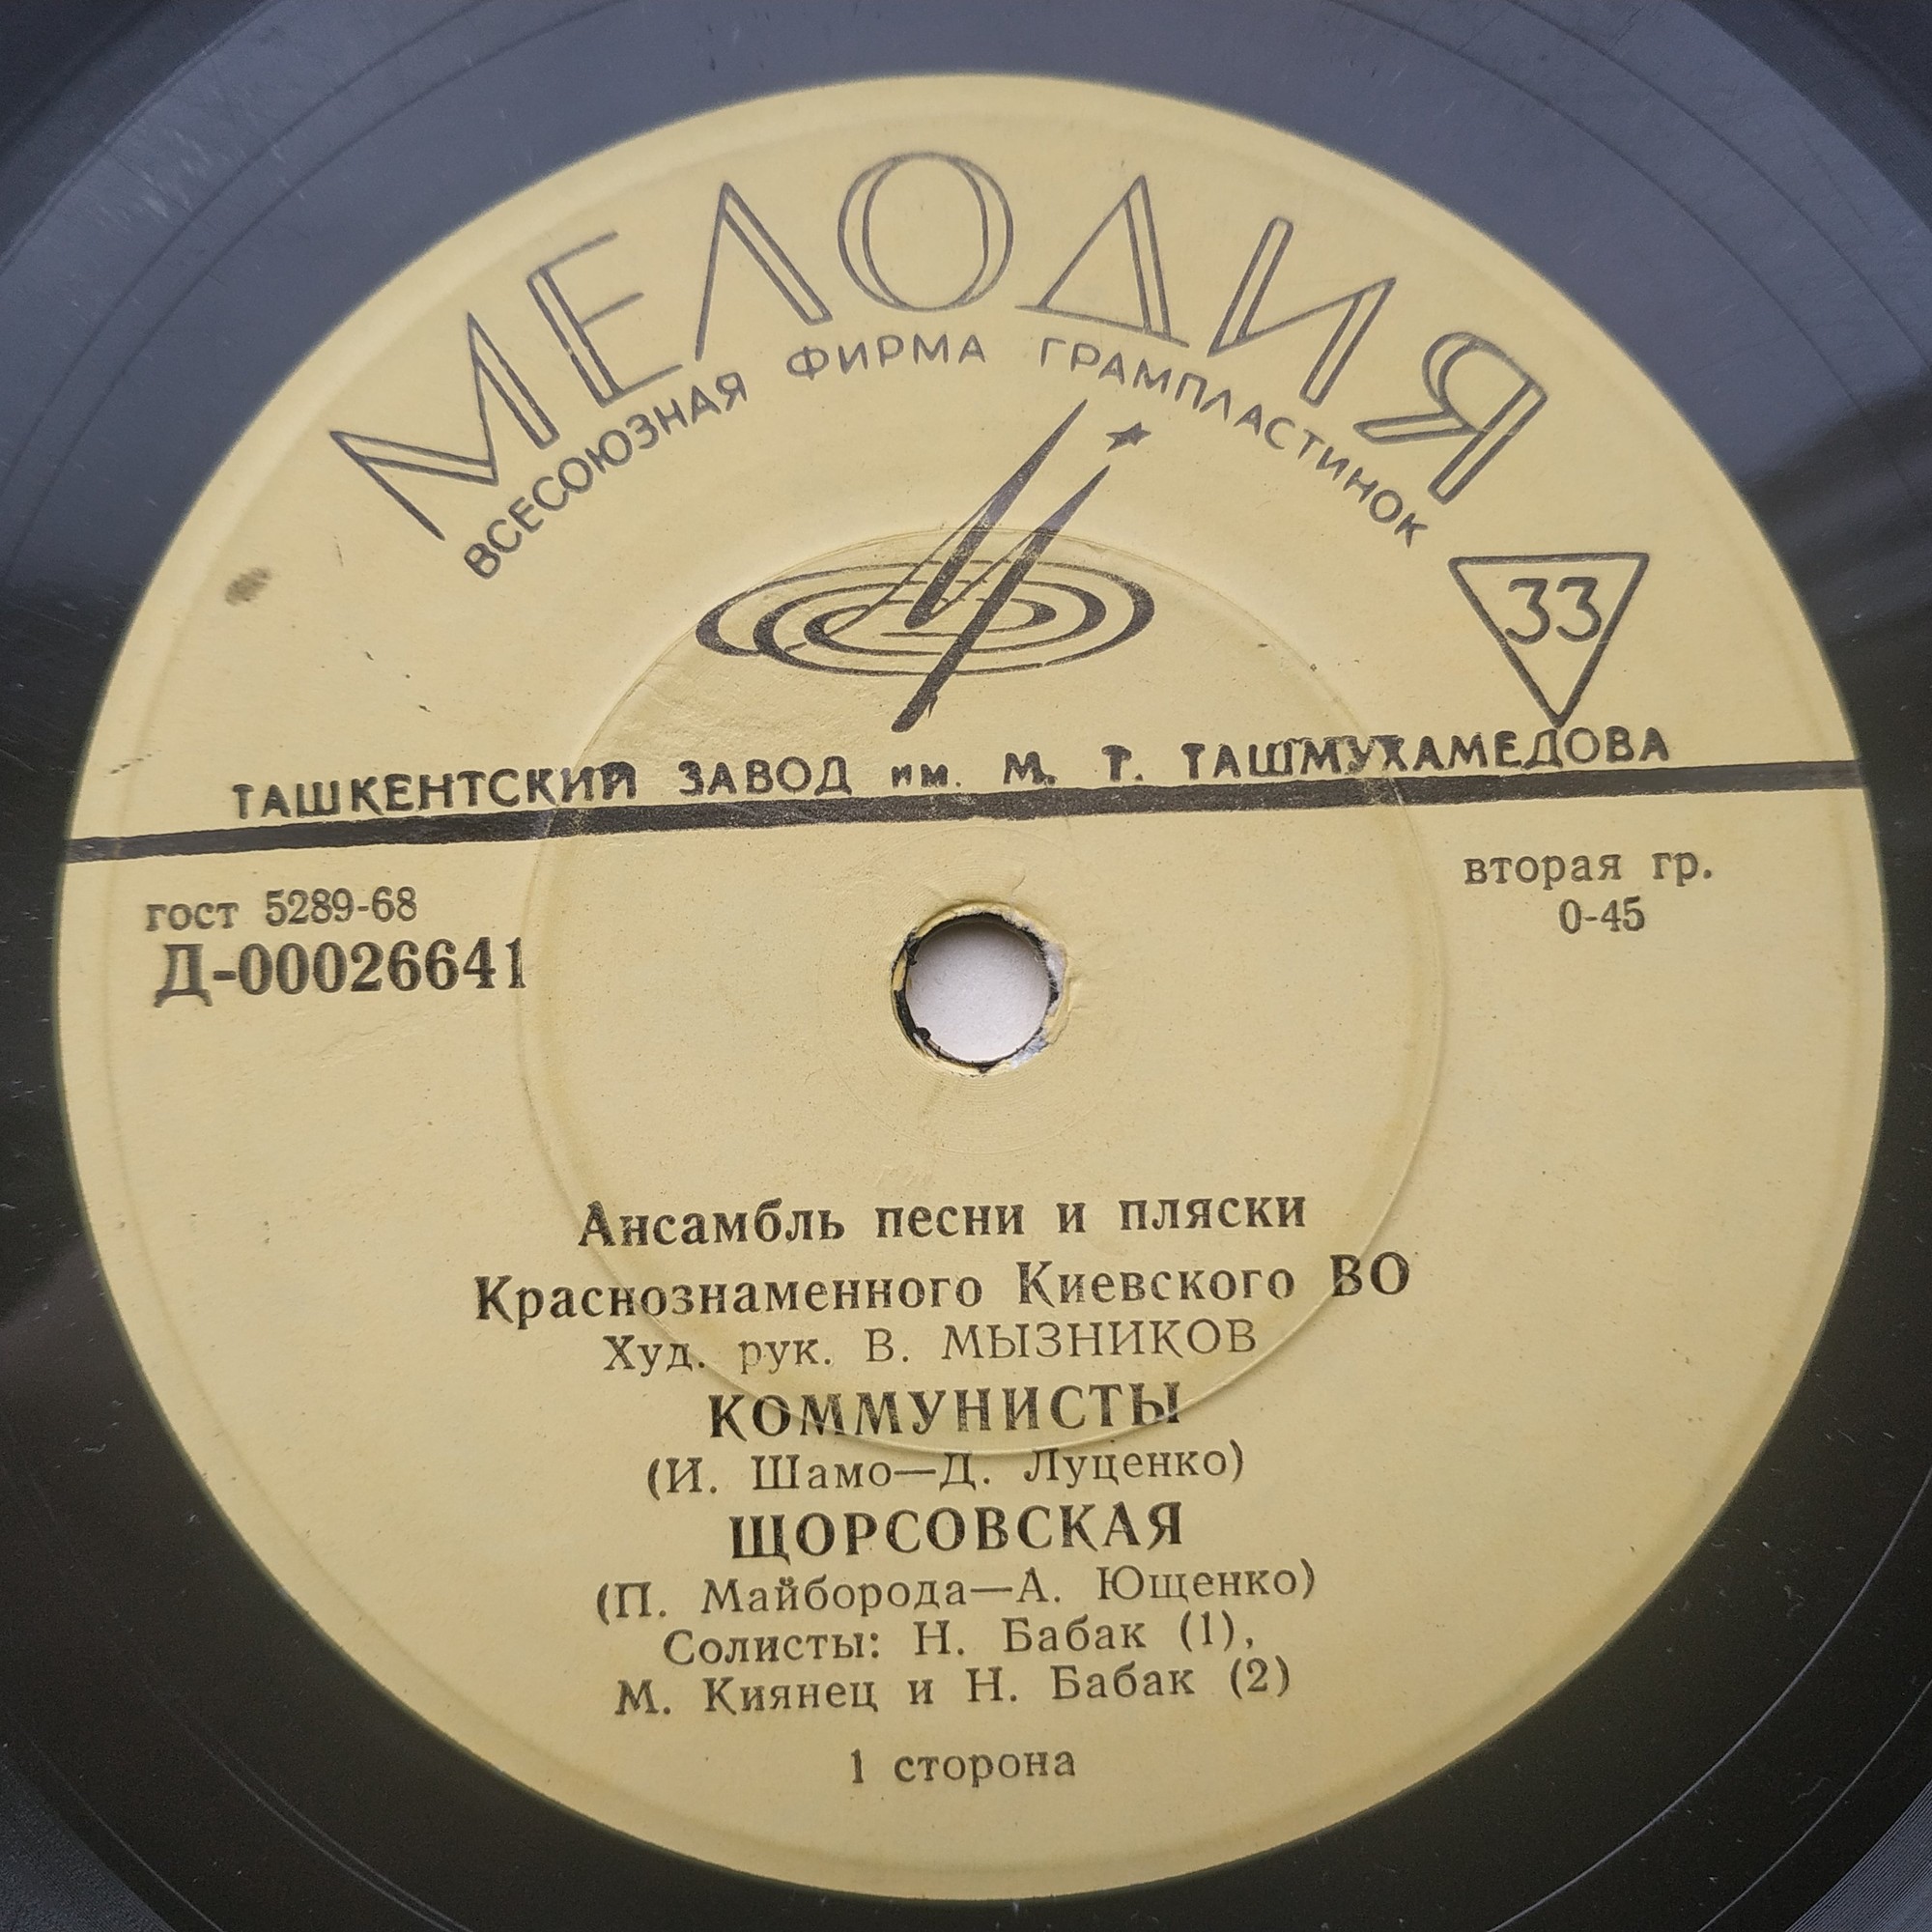 МЕЛОДИЯ
ВСЕСОЮЗНАЯ ФИРМА ГРАМПЛАСТИНОК
33
ТАШКЕНТСКИЙ ЗАВОД им. М. Т. ТАШМУХАМЕДОВА
гост 5289-68
Д-00026641
вторая гр.
0-45
Ансамбль песни и пляски
Краснознаменного Киевского ВО
Худ. рук. В. МЫЗНИКОВ
КОММУНИСТЫ
(И. Шамо—Д. Луценко)
ЩОРСОВСКАЯ
(П. Майборода—А. Ющенко)
Солисты: Н. Бабак (1),
М. Киянец и Н. Бабак (2)
1 сторона